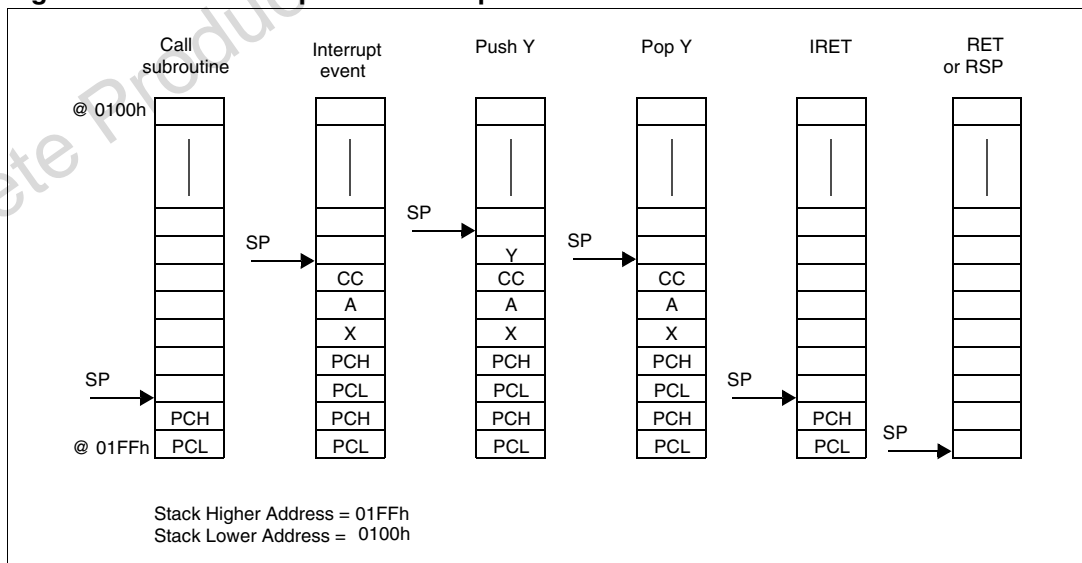 Call
subroutine
Interrupt
event
Push Y
Pop Y
IRET
RET
or RSP
@ 0100h
SP
SP
SP
Y
CC
CC
CC
A
A
A
X
X
X
PCH
PCH
PCH
SP
SP
PCL
PCL
PCL
PCH
PCH
PCH
PCH
PCH
SP
@ 01FFh
PCL
PCL
PCL
PCL
PCL
Stack Higher Address = 01FFh
Stack Lower Address = 0100h